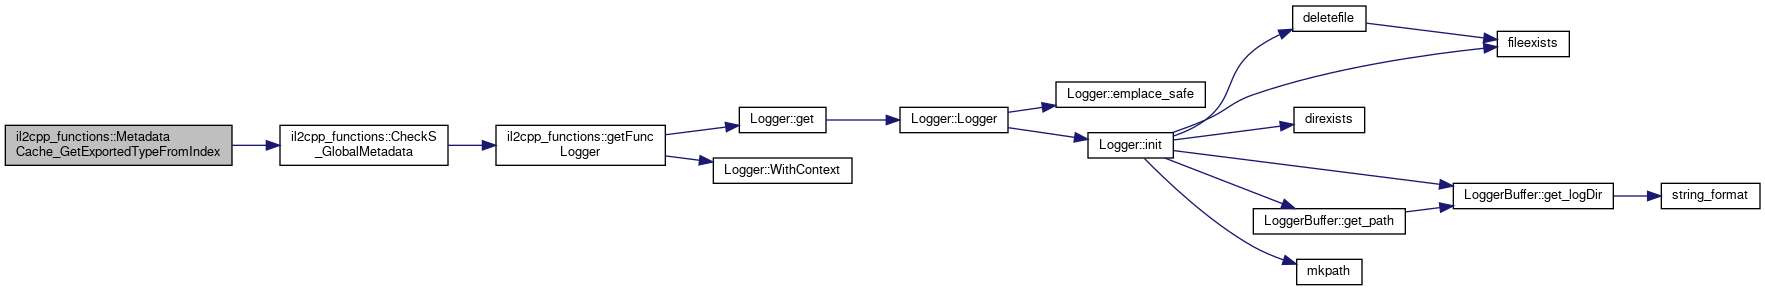 il2cpp_functions::Metadata
Cache_GetExportedTypeFromIndex
il2cpp_functions::CheckS
_GlobalMetadata
il2cpp_functions::getFunc
Logger
Logger::get
Logger::WithContext
Logger::Logger
Logger::emplace_safe
Logger::init
deletefile
fileexists
direxists
LoggerBuffer::get_logDir
string_format
LoggerBuffer::get_path
mkpath